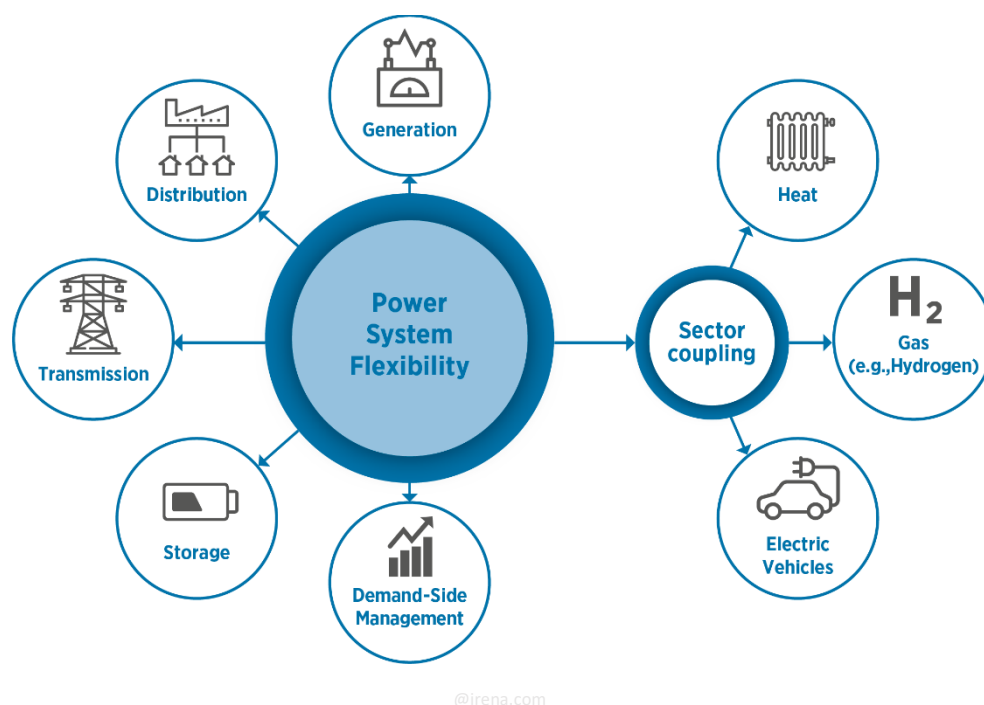 Generation
Distribution
Transmission
Storage
Demand-Side
Management
Power
System
Flexibility
Sector
coupling
Heat
H₂
Gas
(e.g.,Hydrogen)
Electric
Vehicles
@irena.com